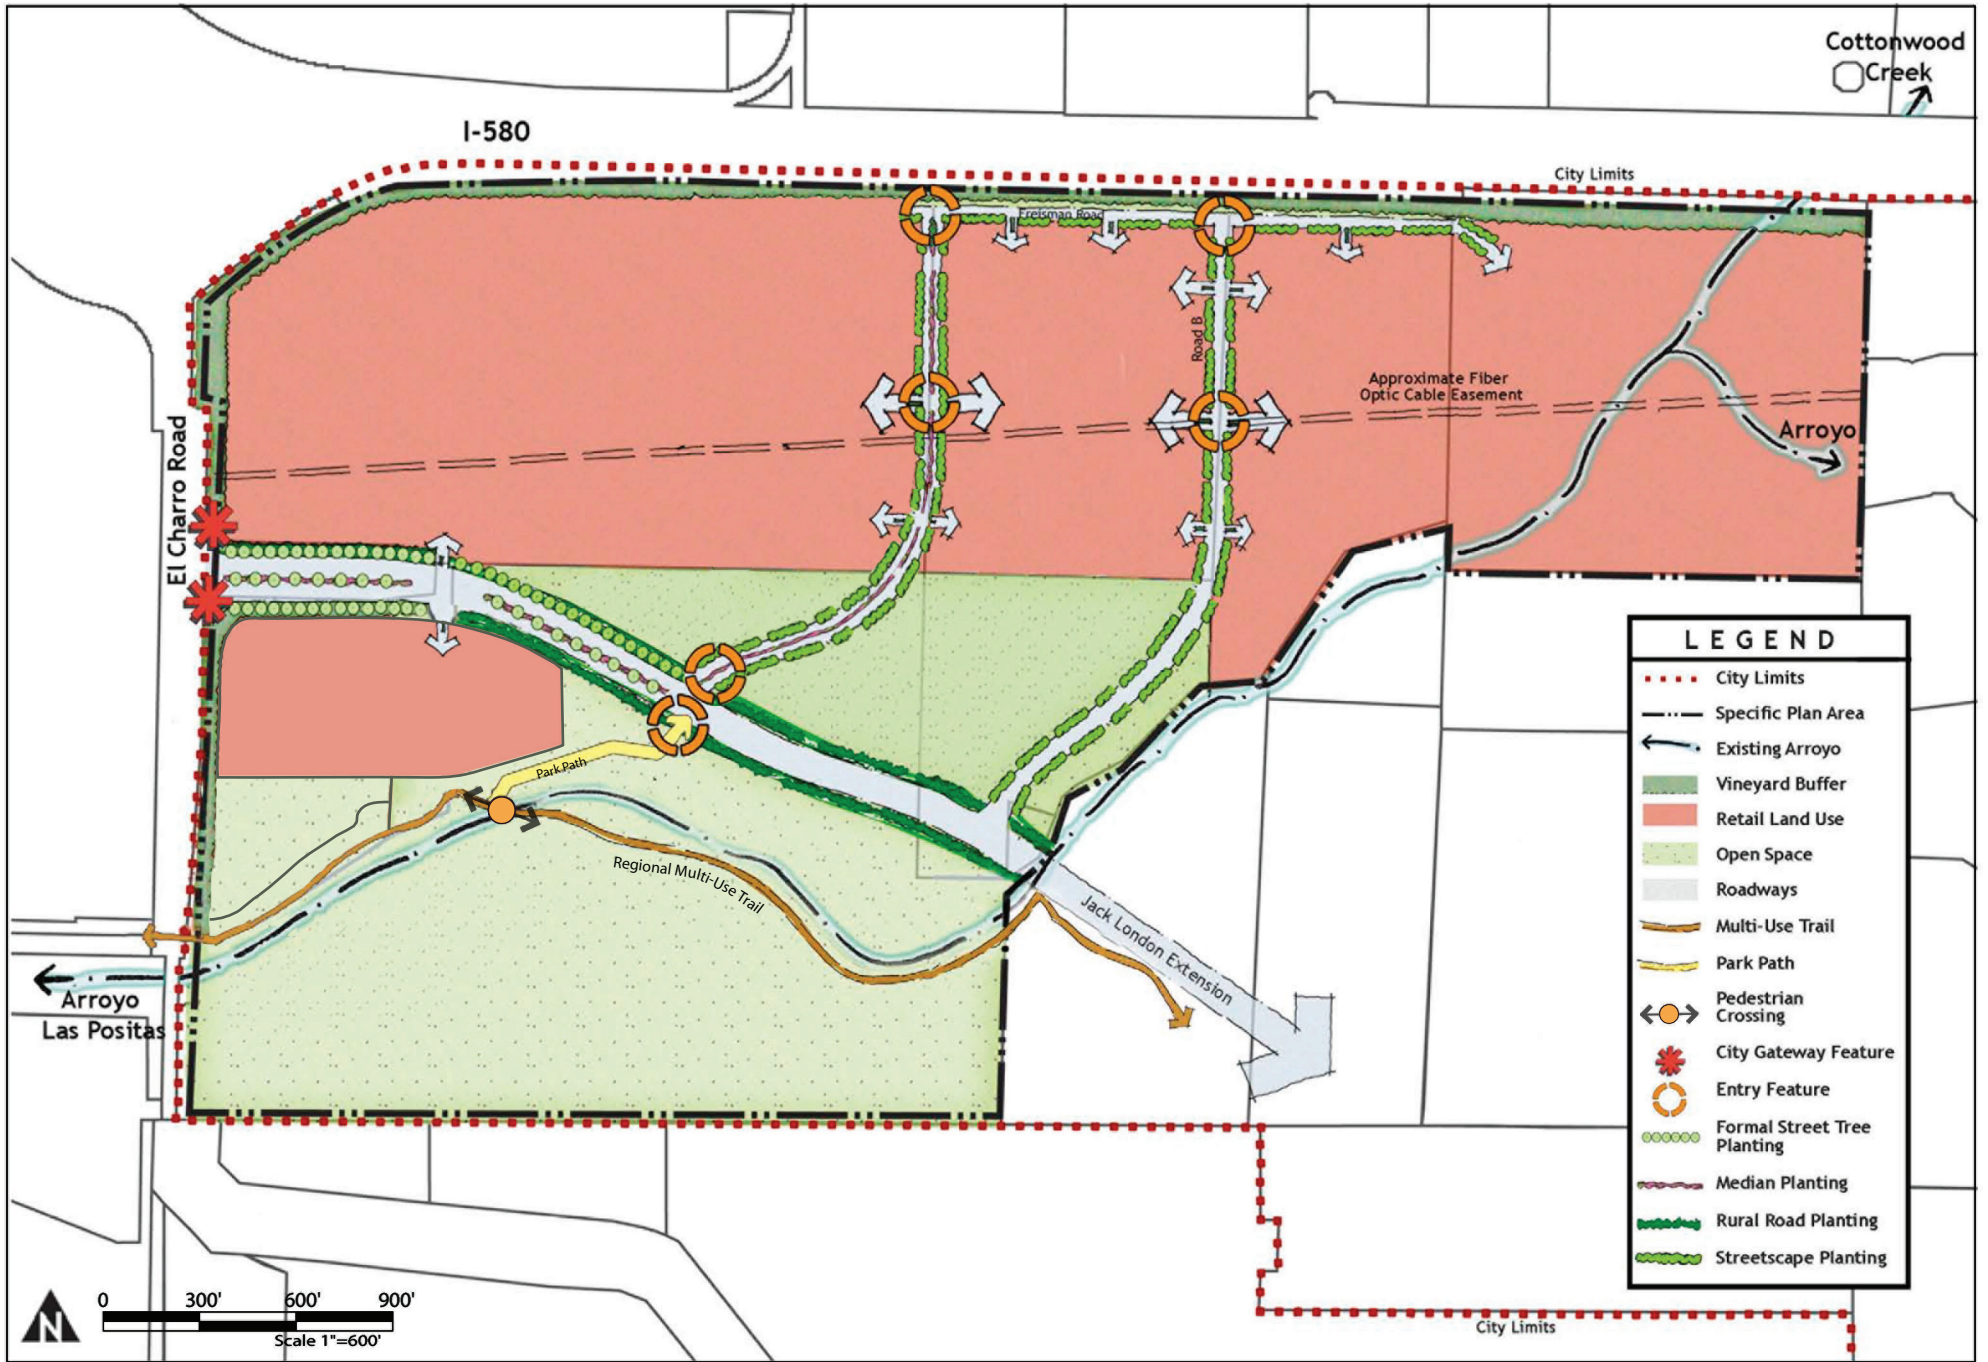 Cottonwood
Creek
I-580
City Limits
Freisman Road
Road B
Approximate Fiber
Optic Cable Easement
Arroyo
El Charro Road
Park Path
Regional Multi-Use Trail
Jack London Extension
Arroyo
Las Positas
LEGEND
City Limits
Specific Plan Area
Existing Arroyo
Vineyard Buffer
Retail Land Use
Open Space
Roadways
Multi-Use Trail
Park Path
Pedestrian
Crossing
City Gateway Feature
Entry Feature
Formal Street Tree
Planting
Median Planting
Rural Road Planting
Streetscape Planting
N
0 300' 600' 900'
Scale 1"=600'
City Limits